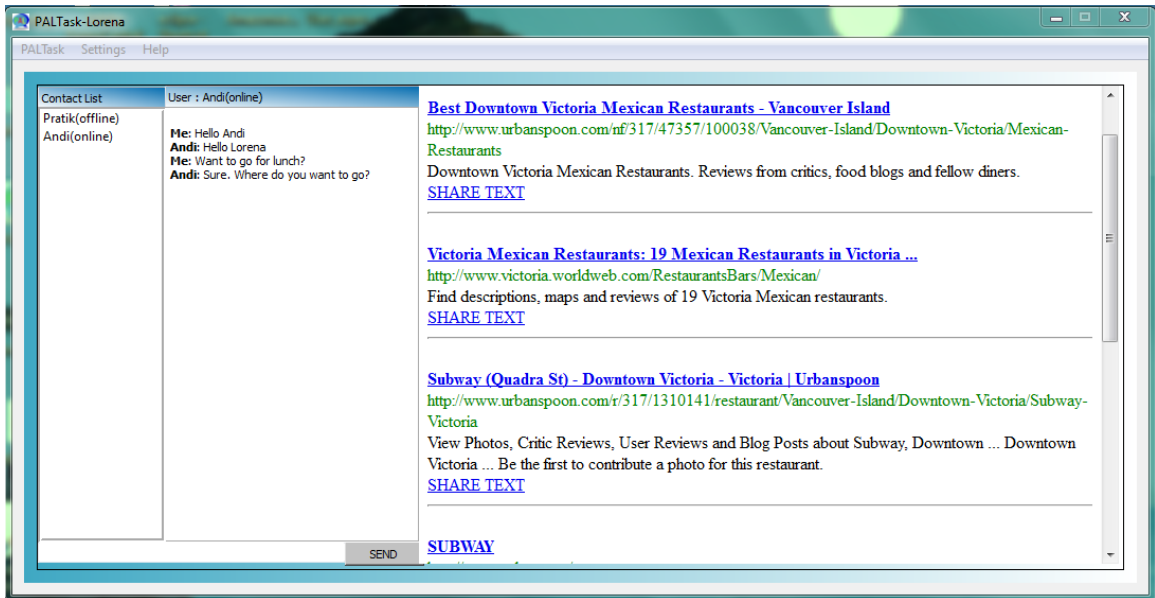 PALTask-Lorena
PALTask Settings Help
Contact List
Pratik(offline)
Andi(online)
User : Andi(online)
Me: Hello Andi
Andi: Hello Lorena
Me: Want to go for lunch?
Andi: Sure. Where do you want to go?
SEND
Best Downtown Victoria Mexican Restaurants - Vancouver Island
http://www.urbanspoon.com/nf/317/47357/100038/Vancouver-Island/Downtown-Victoria/Mexican-
Restaurants
Downtown Victoria Mexican Restaurants. Reviews from critics, food blogs and fellow diners.
SHARE TEXT
Victoria Mexican Restaurants: 19 Mexican Restaurants in Victoria ...
http://www.victoria.worldweb.com/RestaurantsBars/Mexican/
Find descriptions, maps and reviews of 19 Victoria Mexican restaurants.
SHARE TEXT
Subway (Quadra St) - Downtown Victoria - Victoria | Urbanspoon
http://www.urbanspoon.com/r/317/1310141/restaurant/Vancouver-Island/Downtown-Victoria/Subway-
Victoria
View Photos, Critic Reviews, User Reviews and Blog Posts about Subway, Downtown ... Downtown
Victoria ... Be the first to contribute a photo for this restaurant.
SHARE TEXT
SUBWAY